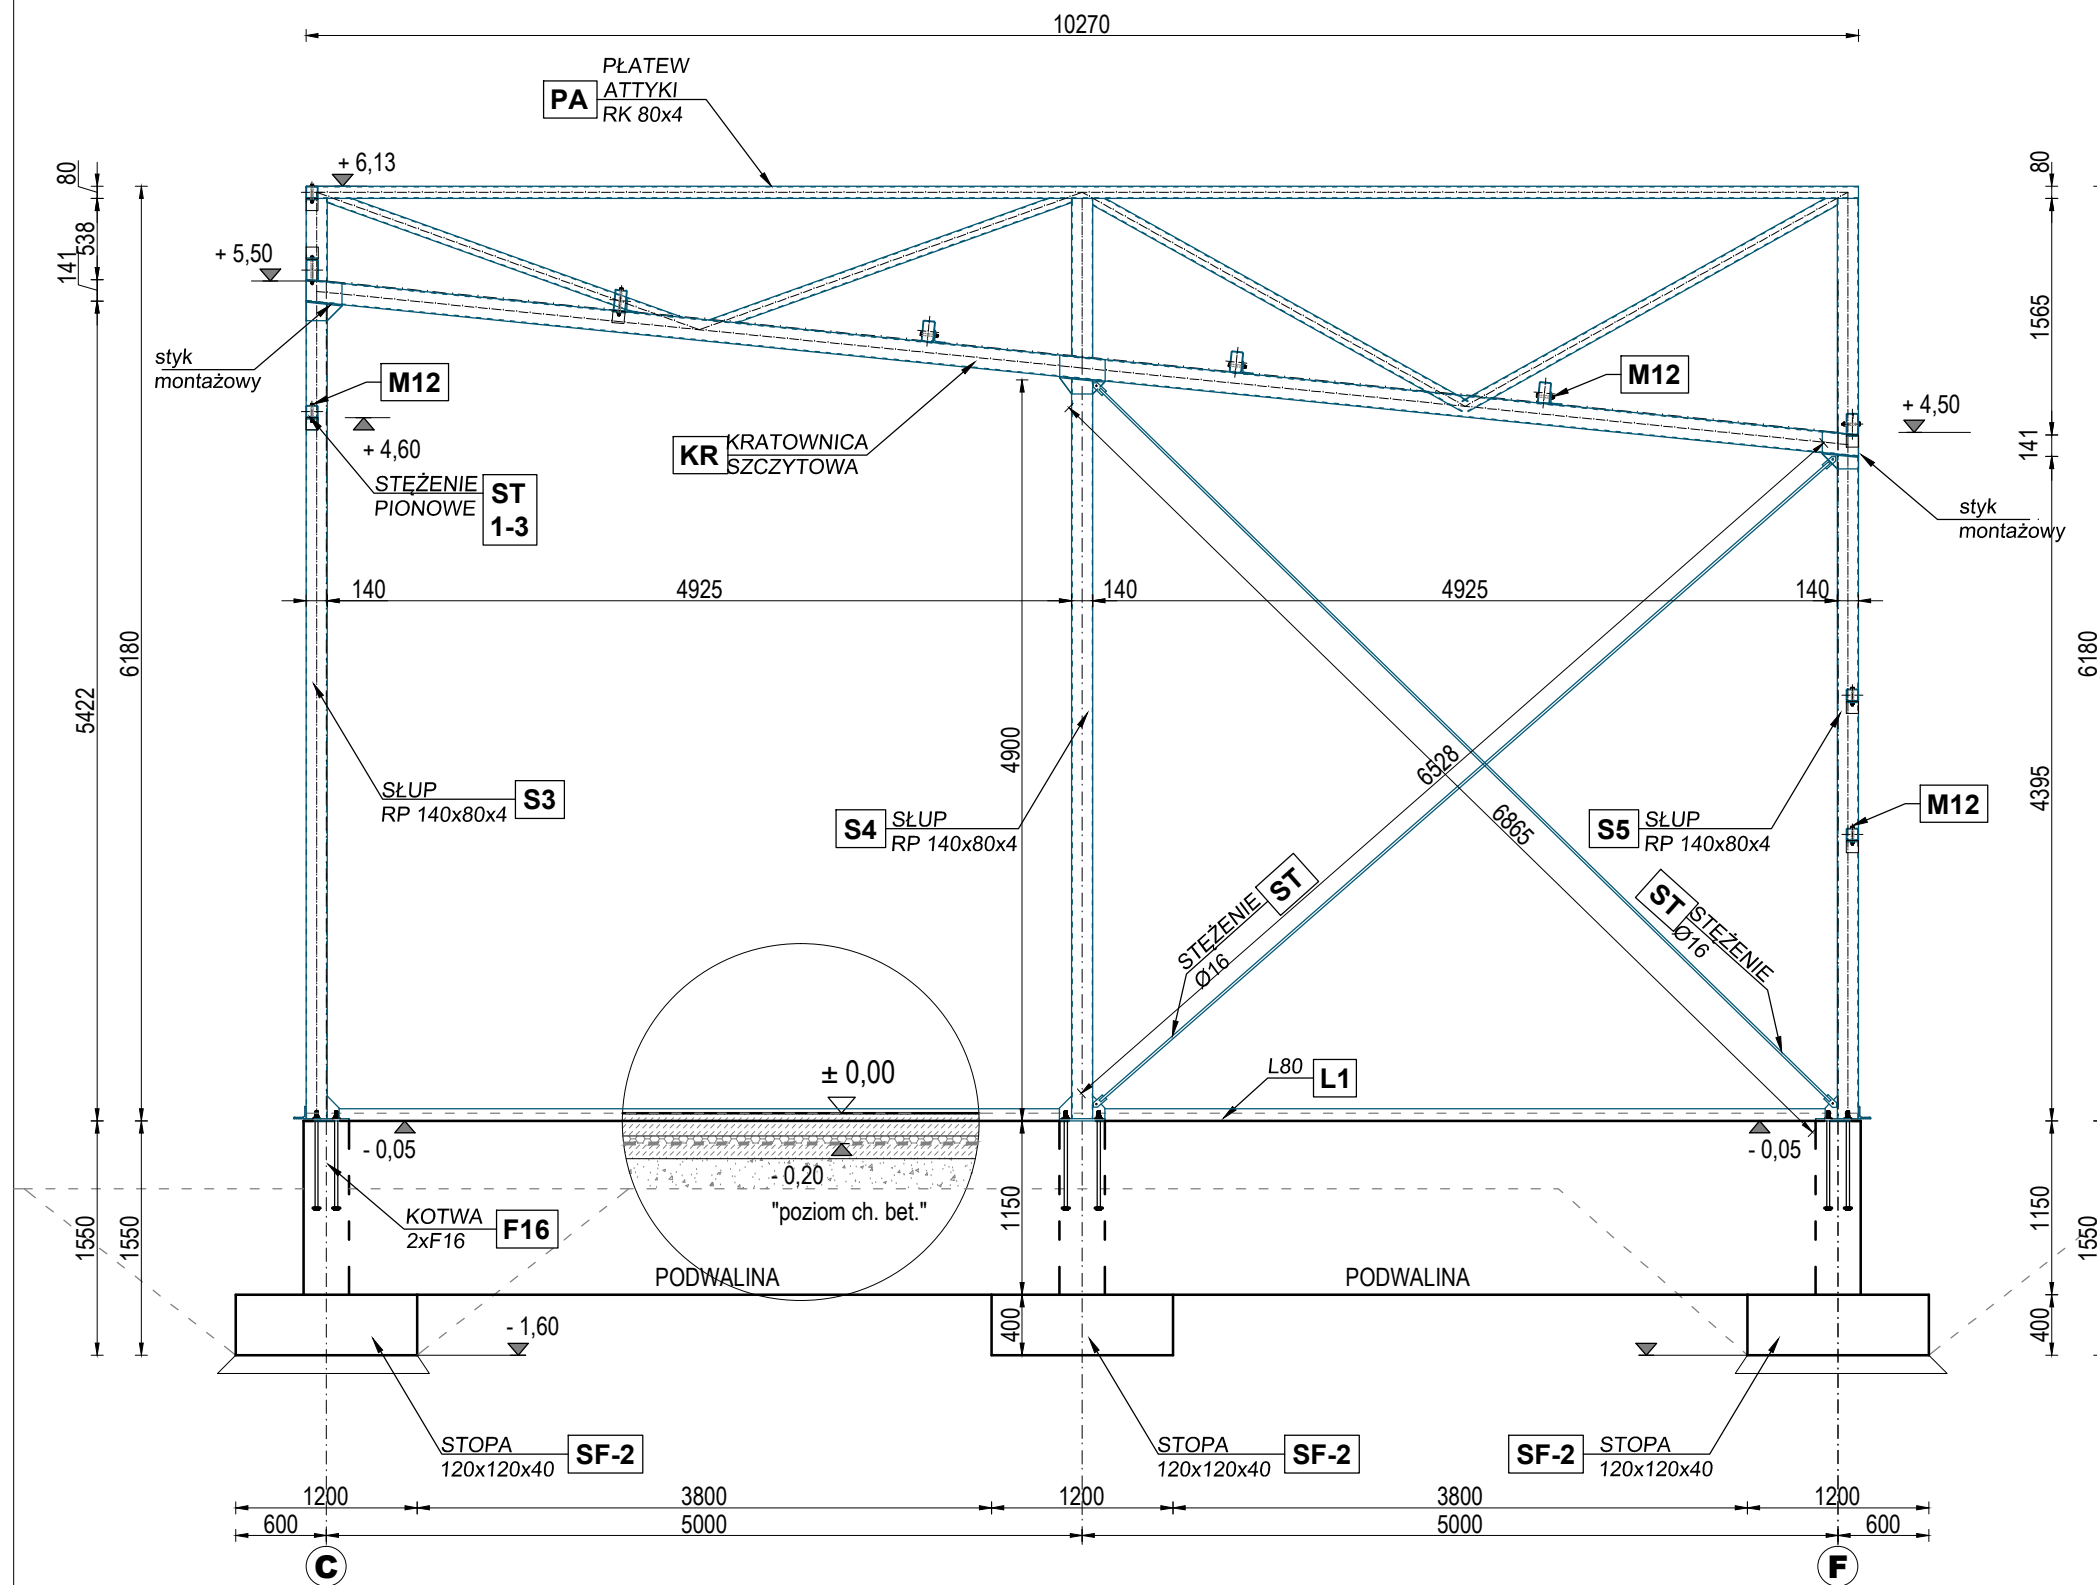 10270
PŁATEW
ATTYKI
RK 80x4
PA
+ 6,13
80
538
141
5422
6180
1550
1550
+ 5,50
styk
montażowy
M12
+ 4,60
STĘŻENIE
PIONOWE
ST
1-3
KR
KRATOWNICA
SZCZYTOWA
M12
+ 4,50
80
1565
141
4395
6180
1150
400
1550
styk
montażowy
140
4925
140
4925
140
4900
6528
6865
SŁUP
RP 140x80x4
S3
S4
SŁUP
RP 140x80x4
S5
SŁUP
RP 140x80x4
M12
STĘŻENIE
Ø16
ST
ST
STĘŻENIE
Ø16
± 0,00
L80
L1
- 0,05
- 0,20
"poziom ch. bet."
- 0,05
KOTWA
2xF16
F16
1150
400
PODWALINA
PODWALINA
- 1,60
STOPA
120x120x40
SF-2
STOPA
120x120x40
SF-2
SF-2
STOPA
120x120x40
1200
3800
1200
3800
1200
600
5000
5000
600
C
F